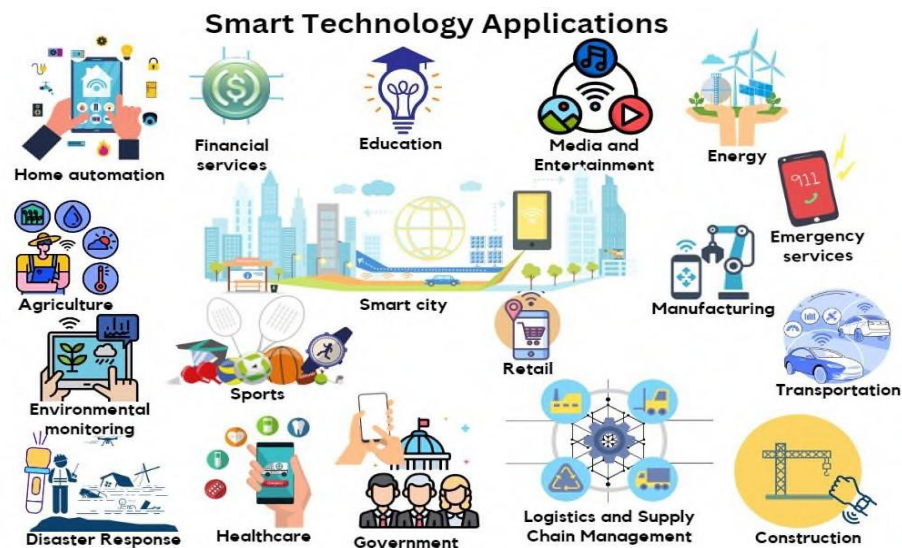 Smart Technology Applications
Home automation
Financial
services
Education
Media and
Entertainment
Energy
911
Emergency
services
Agriculture
Smart city
Manufacturing
Retail
Transportation
Environmental
monitoring
Sports
Disaster Response
Healthcare
Government
Logistics and Supply
Chain Management
Construction